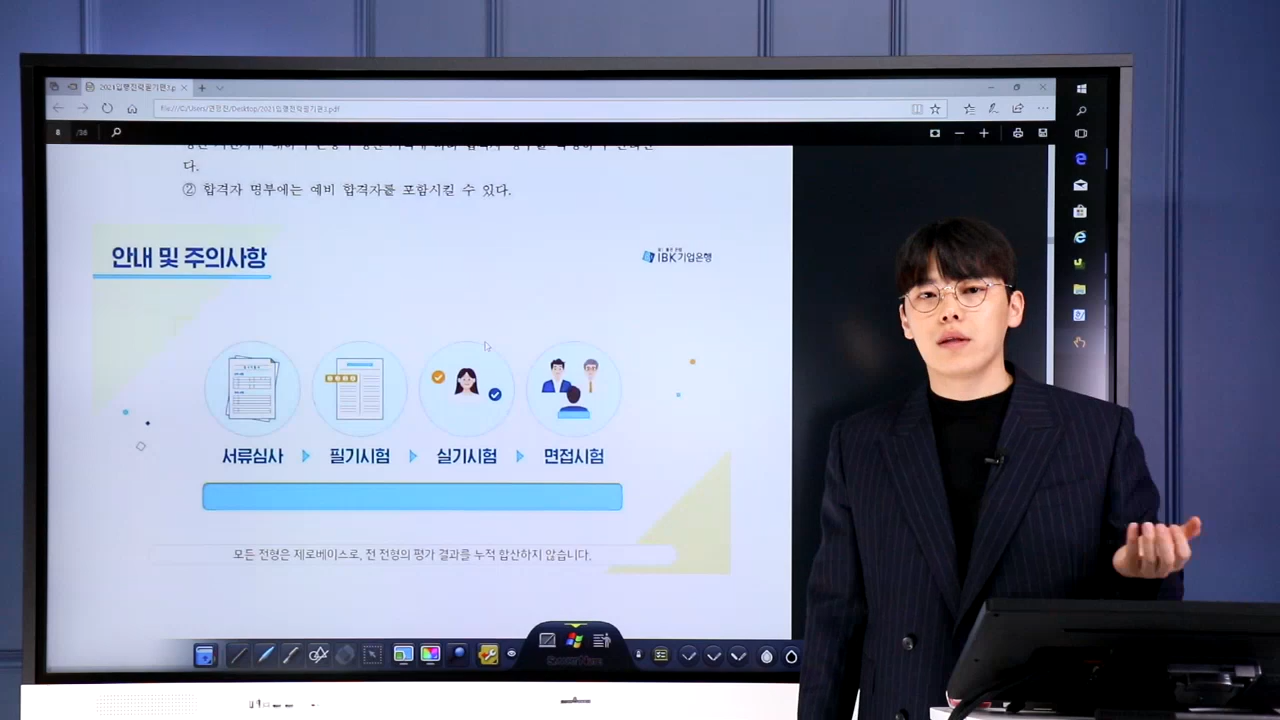 8 /38
다.
② 합격자 명부에는 예비 합격자를 포함시킬 수 있다.
안내 및 주의사항
IBK기업은행
서류심사
필기시험
실기시험
면접시험
모든 전형은 제로베이스로, 전 전형의 평가 결과를 누적 합산하지 않습니다.